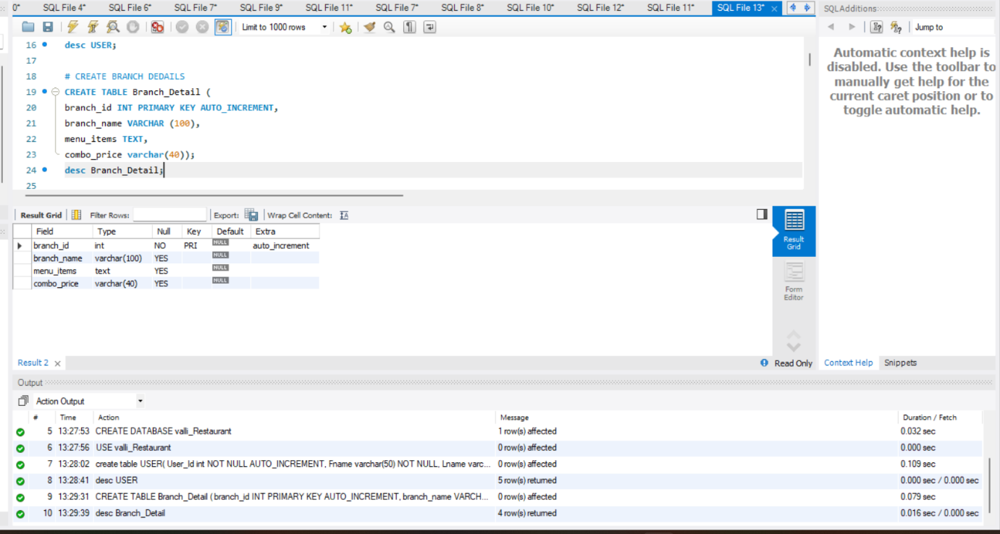 0* SQL File 4* SQL File 6* SQL File 7* SQL File 9* SQL File 11* SQL File 7* SQL File 8* SQL File 10* SQL File 12* SQL File 11* SQL File 13*
SQLAdditions
Limit to 1000 rows
Jump to
16 desc USER;
17
18 # CREATE BRANCH DEDAILS
19 CREATE TABLE Branch_Detail (
20 branch_id INT PRIMARY KEY AUTO_INCREMENT,
21 branch_name VARCHAR (100),
22 menu_items TEXT,
23 combo_price varchar(40));
24 desc Branch_Detail;
25
Automatic context help is
disabled. Use the toolbar to
manually get help for the
current caret position or to
toggle automatic help.
Result Grid Filter Rows: Export: Wrap Cell Content:
Field Type Null Key Default Extra
branch_id int NO PRI NULL auto_increment
branch_name varchar(100) YES NULL
menu_items text YES NULL
combo_price varchar(40) YES NULL
Result
Grid
Form
Editor
Result 2
Read Only
Context Help Snippets
Output
Action Output
# Time Action Message Duration / Fetch
5 13:27:53 CREATE DATABASE valli_Restaurant 1 row(s) affected 0.032 sec
6 13:27:56 USE valli_Restaurant 0 row(s) affected 0.000 sec
7 13:28:02 create table USER( User_Id int NOT NULL AUTO_INCREMENT, Fname varchar(50) NOT NULL, Lname varc... 0 row(s) affected 0.109 sec
8 13:28:41 desc USER 5 row(s) returned 0.000 sec / 0.000 sec
9 13:29:31 CREATE TABLE Branch_Detail ( branch_id INT PRIMARY KEY AUTO_INCREMENT, branch_name VARCH... 0 row(s) affected 0.079 sec
10 13:29:39 desc Branch_Detail 4 row(s) returned 0.016 sec / 0.000 sec